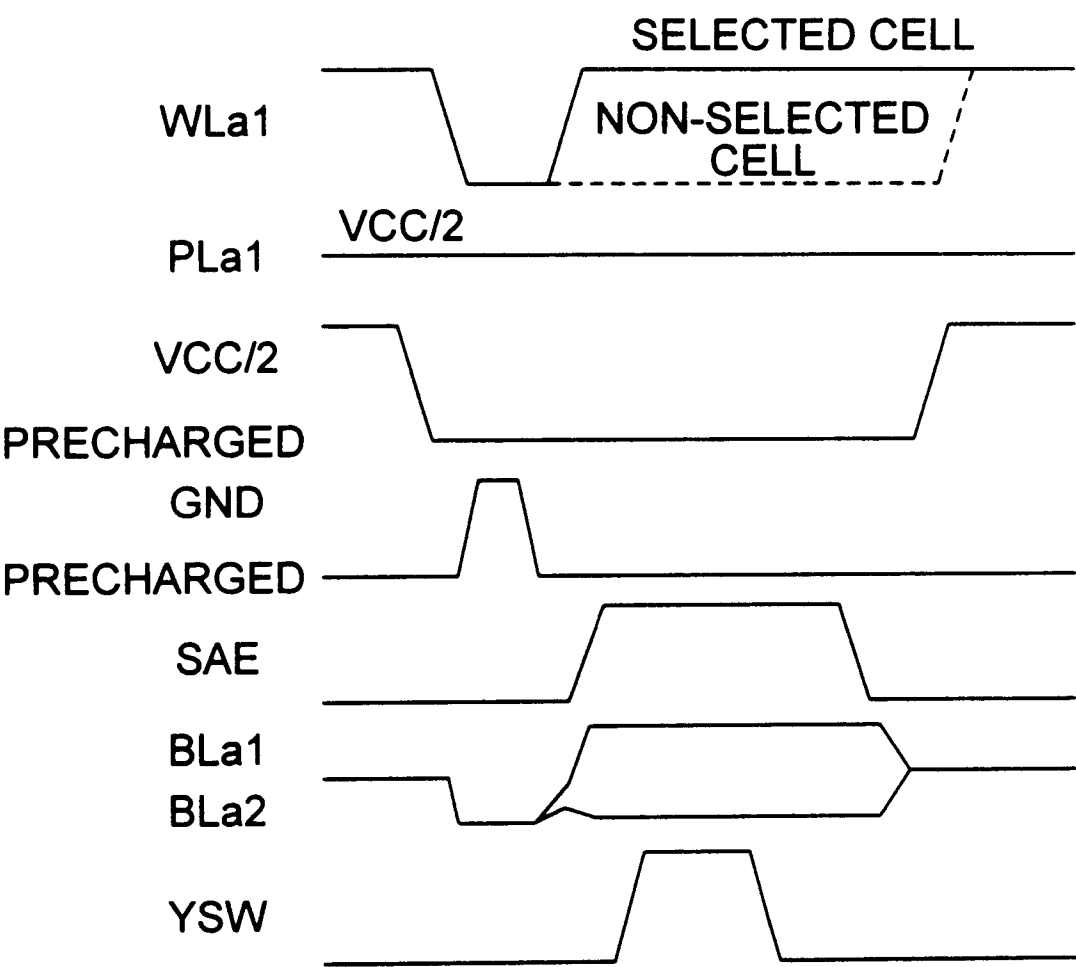 SELECTED CELL
WLa1
NON-SELECTED
CELL
VCC/2
PLa1
VCC/2
PRECHARGED
GND
PRECHARGED
SAE
BLa1
BLa2
YSW